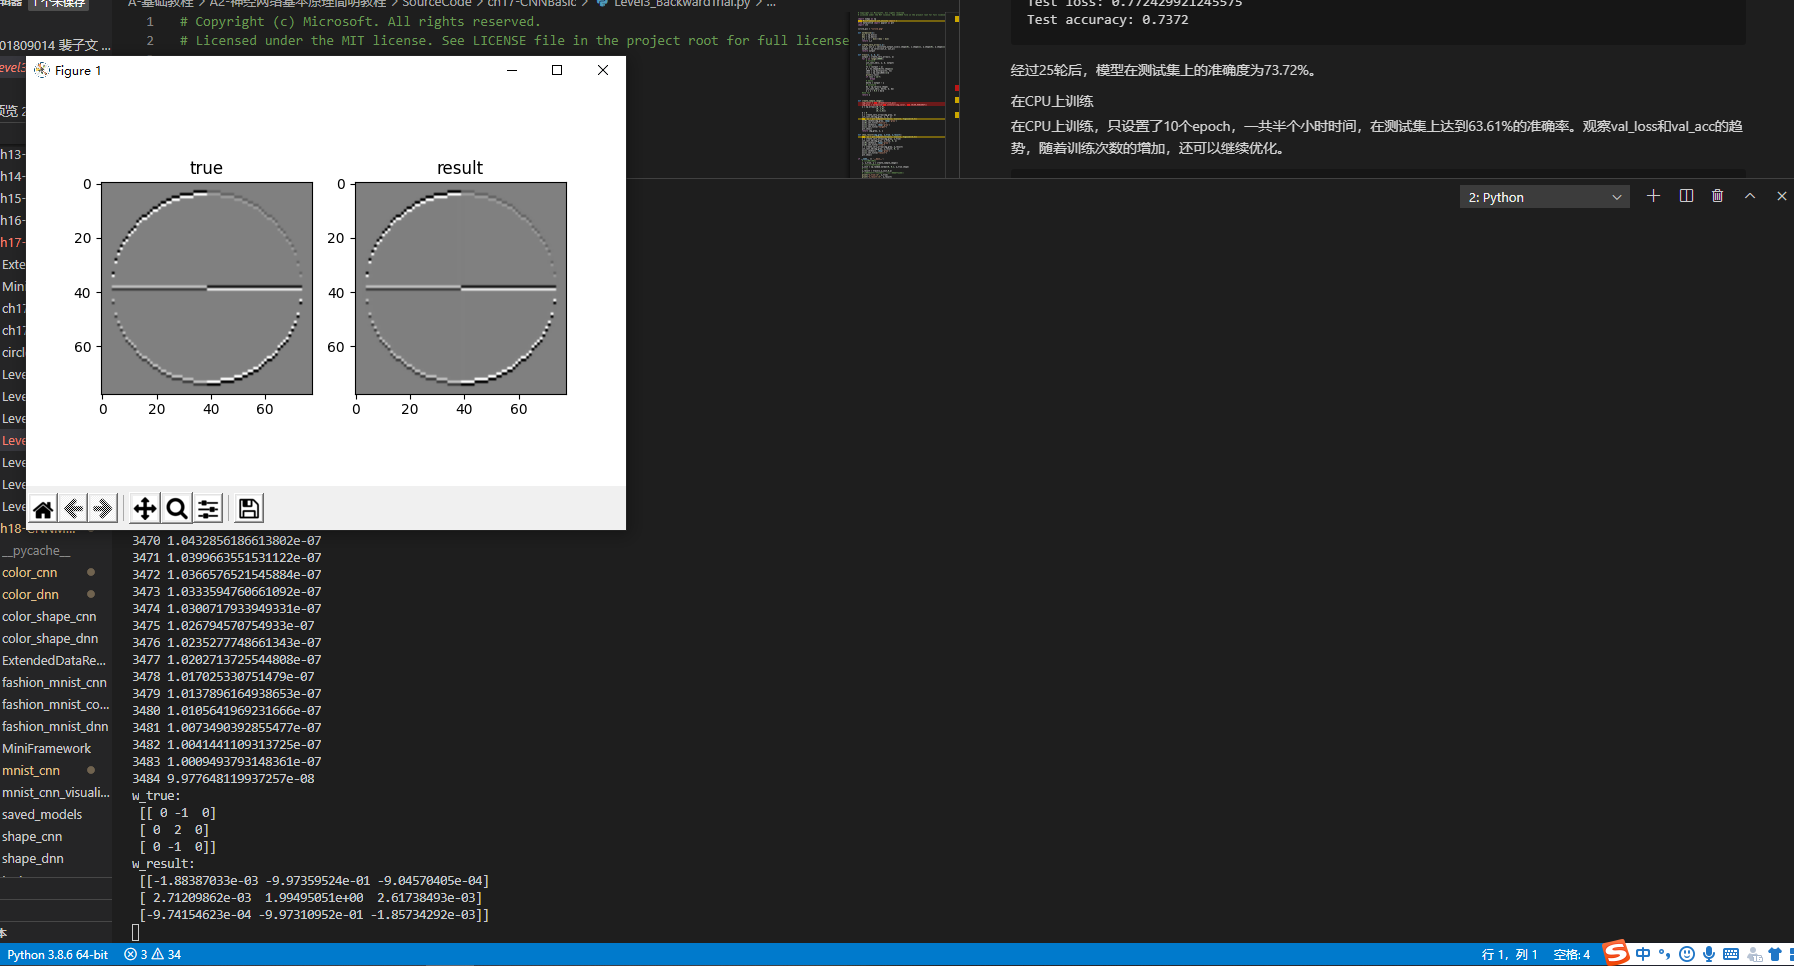 1个未保存
A-基础教程 > A2-神经网络基本原理简明教程 > SourceCode > ch17-CNNBasic > Level3_BackwardTrial.py > ...
1 # Copyright (c) Microsoft. All rights reserved.
2 # Licensed under the MIT license. See LICENSE file in the project root for full license
01809014 裴子文 ...
Figure 1
true
result
0
20
40
60
0
20
40
60
0
20
40
60
0
20
40
60
Test loss: 0.772429921245575
Test accuracy: 0.7372
经过25轮后，模型在测试集上的准确度为73.72%。
在CPU上训练
在CPU上训练，只设置了10个epoch，一共半个小时时间，在测试集上达到63.61%的准确率。观察val_loss和val_acc的趋
势，随着训练次数的增加，还可以继续优化。
2: Python
h13-
h14-
h15-
h16-
h17-
Exte
Mini
ch17
ch17
circl
Leve
Leve
Leve
Leve
Leve
Leve
Leve
h18-CNNM...
__pycache__
color_cnn
color_dnn
color_shape_cnn
color_shape_dnn
ExtendedDataRe...
fashion_mnist_cnn
fashion_mnist_co...
fashion_mnist_dnn
MiniFramework
mnist_cnn
mnist_cnn_visuali...
saved_models
shape_cnn
shape_dnn
3470 1.0432856186613802e-07
3471 1.0399663551531122e-07
3472 1.0366576521545884e-07
3473 1.0333594760661092e-07
3474 1.0300717933949331e-07
3475 1.026794570754933e-07
3476 1.0235277748661343e-07
3477 1.0202713725544808e-07
3478 1.017025330751479e-07
3479 1.0137896164938653e-07
3480 1.0105641969231666e-07
3481 1.0073490392855477e-07
3482 1.0041441109313725e-07
3483 1.0009493793148361e-07
3484 9.977648119937257e-08
w_true:
[[ 0 -1  0]
[ 0  2  0]
[ 0 -1  0]]
w_result:
[[-1.88387033e-03 -9.97359524e-01 -9.04570405e-04]
[ 2.71209862e-03  1.99495051e+00  2.61738493e-03]
[-9.74154623e-04 -9.97310952e-01 -1.85734292e-03]]
Python 3.8.6 64-bit
3
34
行 1，列 1
空格: 4
中